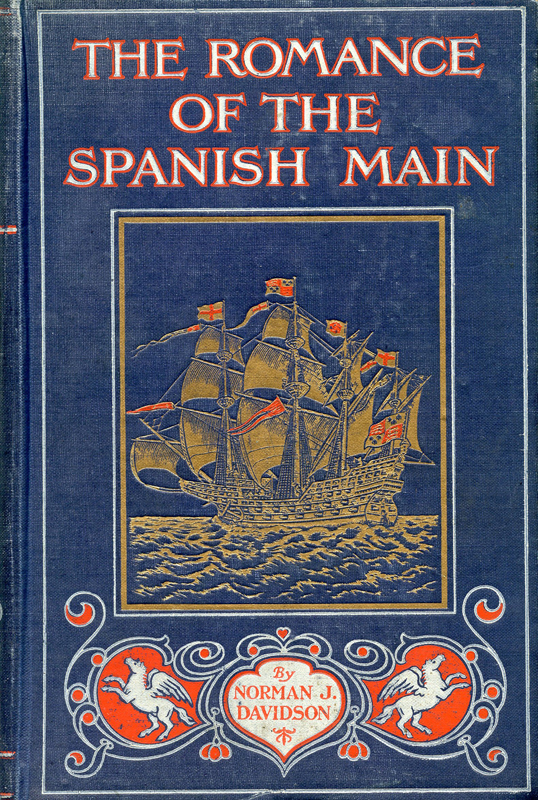 THE ROMANCE
OF THE
SPANISH MAIN
By
NORMAN J.
DAVIDSON